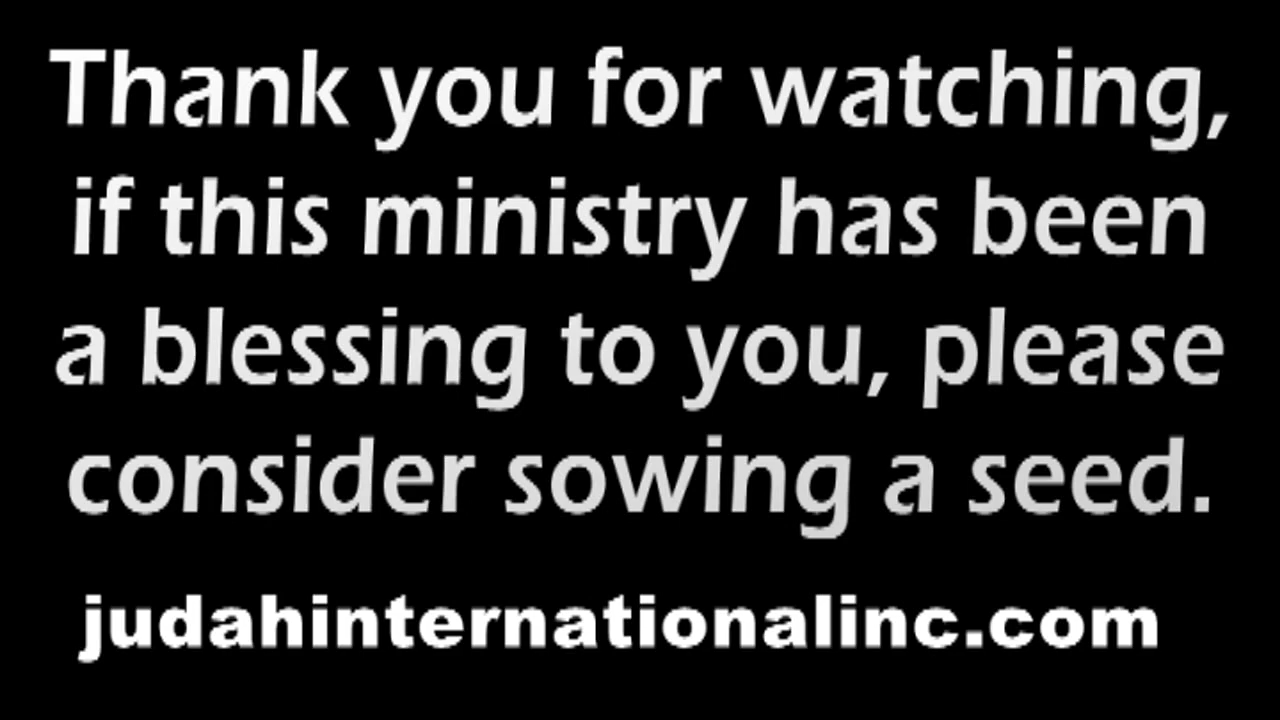 Thank you for watching,
if this ministry has been
a blessing to you, please
consider sowing a seed.
judahinternationalinc.com